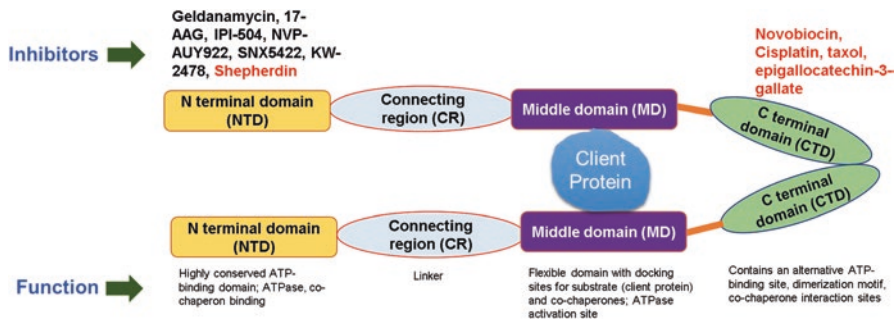 Inhibitors
Geldanamycin, 17-
AAG, IPI-504, NVP-
AUY922, SNX5422, KW-
2478, Shepherdin
Novobiocin,
Cisplatin, taxol,
epigallocatechin-3-
gallate
N terminal domain
(NTD)
Connecting
region (CR)
Middle domain (MD)
C terminal
domain (CTD)
Client
Protein
N terminal domain
(NTD)
Connecting
region (CR)
Middle domain (MD)
C terminal
domain (CTD)
Function
Highly conserved ATP-
binding domain; ATPase, co-
chaperon binding
Linker
Flexible domain with docking
sites for substrate (client protein)
and co-chaperones; ATPase
activation site
Contains an alternative ATP-
binding site, dimerization motif,
co-chaperone interaction sites